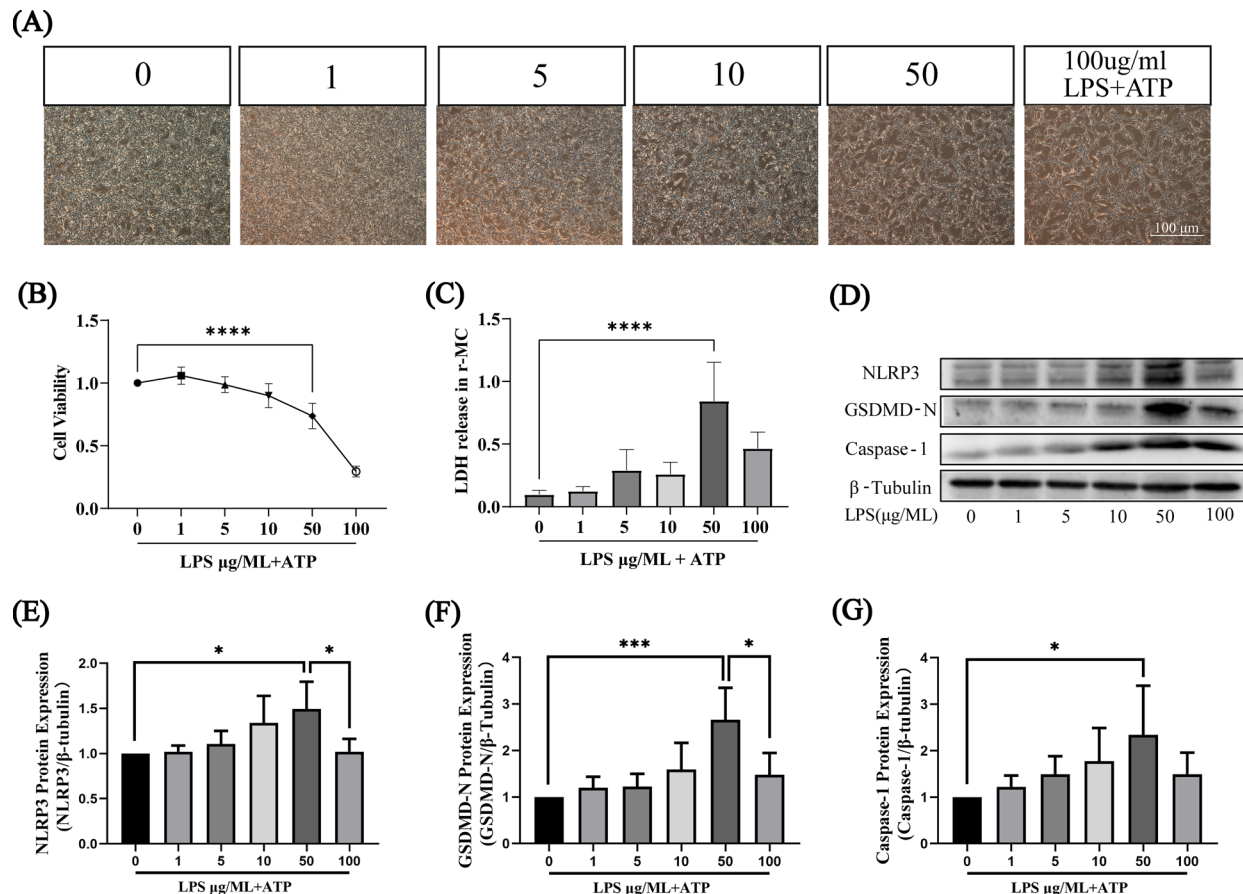 (A)
0
1
5
10
50
100ug/ml
LPS+ATP
100 μm
(B)
Cell Viability
1.5
1.0
0.5
0.0
****
0 1 5 10 50 100
LPS μg/ML+ATP
(C)
LDH release in r-MC
1.5
1.0
0.5
0.0
****
0 1 5 10 50 100
LPS μg/ML + ATP
(D)
NLRP3
GSDMD-N
Caspase-1
β-Tubulin
LPS(μg/ML) 0 1 5 10 50 100
(E)
NLRP3 Protein Expression
(NLRP3/β-tubulin)
2.0
1.5
1.0
0.5
0.0
* *
0 1 5 10 50 100
LPS μg/ML+ATP
(F)
GSDMD-N Protein Expression
(GSDMD-N/β-Tubulin)
4
3
2
1
0
*** *
0 1 5 10 50 100
LPS μg/ML+ATP
(G)
Caspase-1 Protein Expression
(Caspase-1/β-tubulin)
4
3
2
1
0
*
0 1 5 10 50 100
LPS μg/ML+ATP